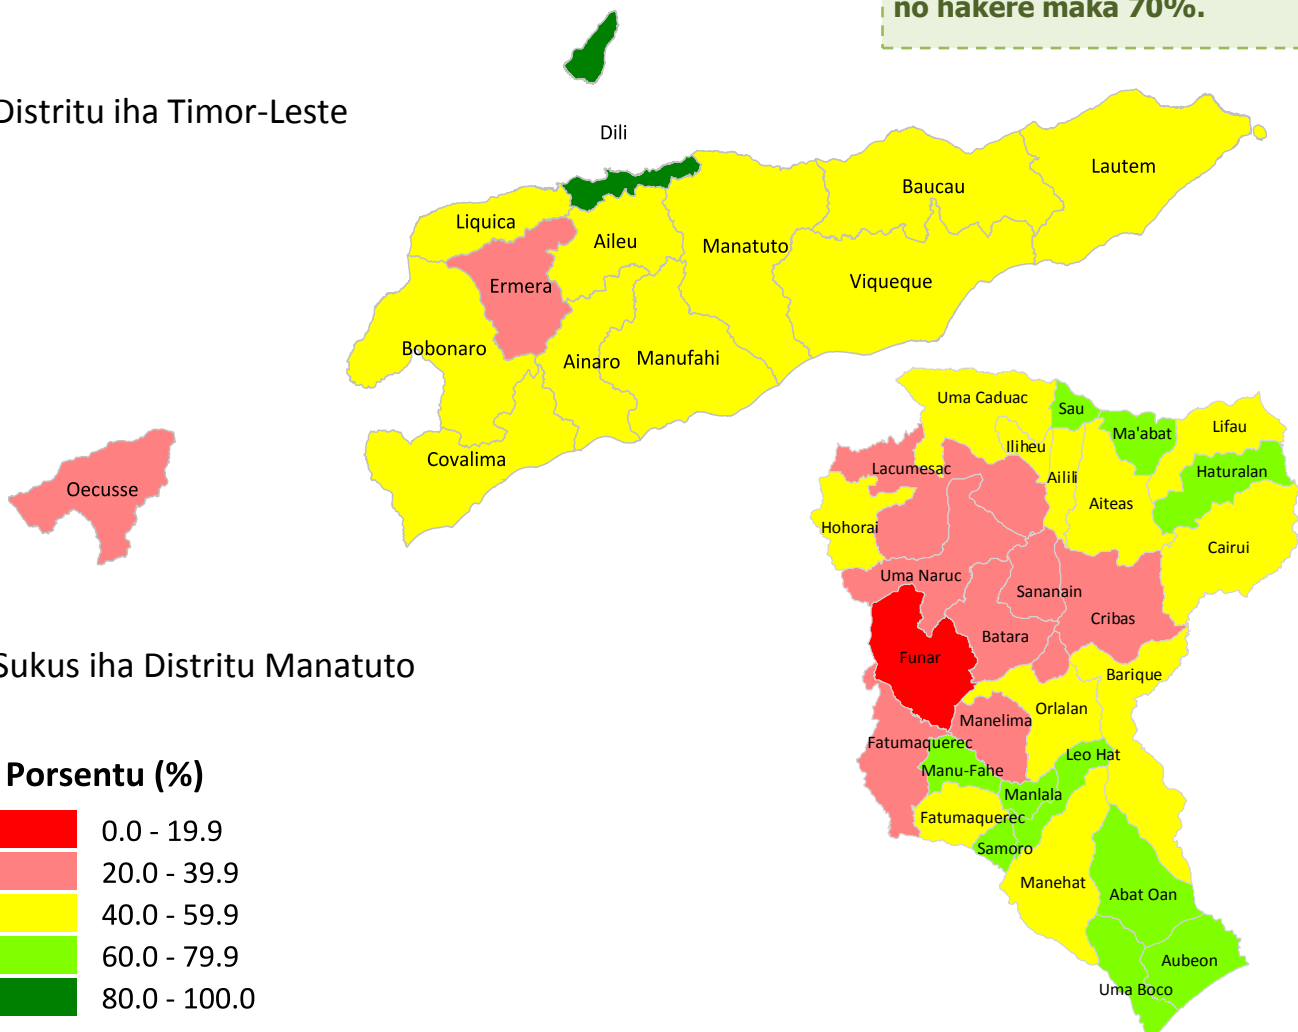 no hakere maka 70%.
Distritu iha Timor-Leste
Dili
Lautem
Baucau
Liquica
Aileu
Manatuto
Viqueque
Ermera
Bobonaro
Ainaro
Manufahi
Covalima
Oecusse
Uma Caduac
Sau
Ma'abat
Lifau
Iliheu
Lacumesac
Ailili
Haturalan
Aiteas
Hohorai
Cairui
Uma Naruc
Sananain
Cribas
Batara
Funar
Barique
Orlalan
Manelima
Fatumaquerec
Leo Hat
Manu-Fahe
Manlala
Fatumaquerec
Samoro
Manehat
Abat Oan
Aubeon
Uma Boco
Sukus iha Distritu Manatuto
Porsentu (%)
0.0 - 19.9
20.0 - 39.9
40.0 - 59.9
60.0 - 79.9
80.0 - 100.0